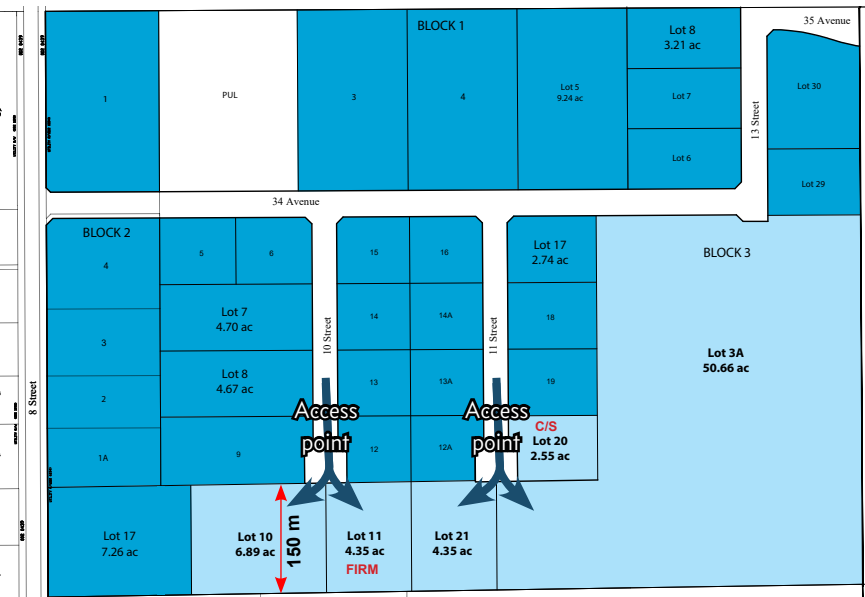 35 Avenue
BLOCK 1
Lot 8
3.21 ac
1
PUL
3
4
Lot 5
9.24 ac
Lot 7
Lot 30
13 Street
Lot 6
Lot 29
34 Avenue
BLOCK 2
4
5
6
15
16
Lot 17
2.74 ac
BLOCK 3
Lot 7
4.70 ac
14
14A
18
3
10 Street
11 Street
Lot 3A
50.66 ac
Lot 8
4.67 ac
13
13A
19
2
8 Street
Access
point
Access
point
C/S
Lot 20
2.55 ac
1A
9
12
12A
Lot 17
7.26 ac
Lot 10
6.89 ac
150 m
Lot 11
4.35 ac
FIRM
Lot 21
4.35 ac